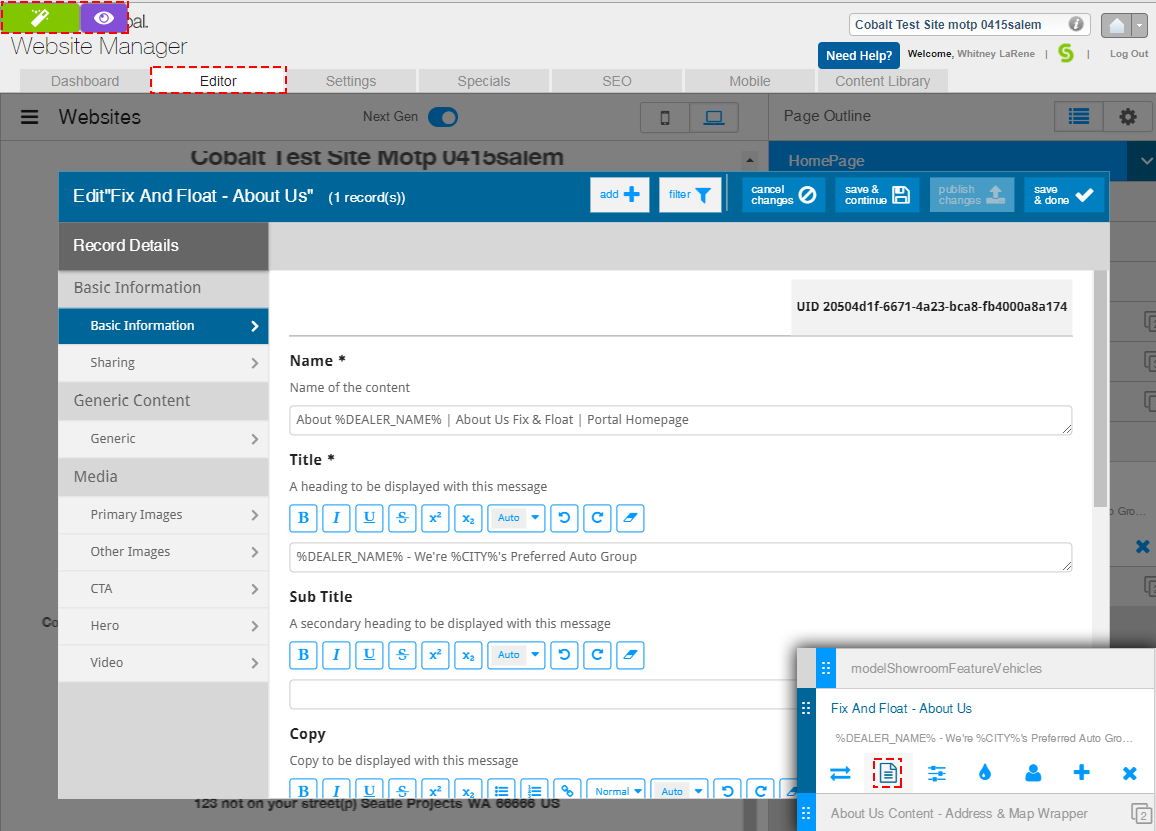 bal.
Website Manager
Cobalt Test Site motp 0415salem
Need Help?
Welcome, Whitney LaRene | S | Log Out
Dashboard
Editor
Settings
Specials
SEO
Mobile
Content Library
Websites
Next Gen
Page Outline
Cobalt Test Site Motp 0415salem
HomePage
Edit"Fix And Float - About Us" (1 record(s))
add
filter
cancel changes
save & continue
publish changes
save & done
Record Details
Basic Information
Basic Information
Sharing
Generic Content
Generic
Media
Primary Images
Other Images
CTA
Hero
Video
UID 20504d1f-6671-4a23-bca8-fb4000a8a174
Name *
Name of the content
About %DEALER_NAME% | About Us Fix & Float | Portal Homepage
Title *
A heading to be displayed with this message
B I U S x² x₂ Auto
%DEALER_NAME% - We're %CITY%'s Preferred Auto Group
Sub Title
A secondary heading to be displayed with this message
B I U S x² x₂ Auto
Copy
Copy to be displayed with this message
B I U S x² x₂ Normal Auto
Co
Gro...
123 not on your street(p) Seatle Projects WA 66666 US
modelShowroomFeatureVehicles
Fix And Float - About Us
%DEALER_NAME% - We're %CITY%'s Preferred Auto Gro...
About Us Content - Address & Map Wrapper
2